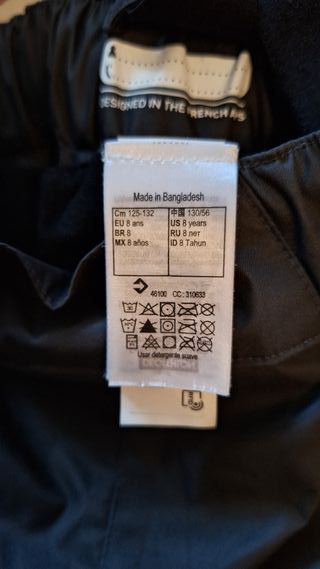 DESIGNED IN THE FRENCH A
Made in Bangladesh
Cm 125-132
EU 8 ans
BR 8
MX 8 años
中国 130/56
US 8 years
RU 8 лет
ID 8 Tahun
46100 CC: 310633
Usar detergente suave
DECATHLON